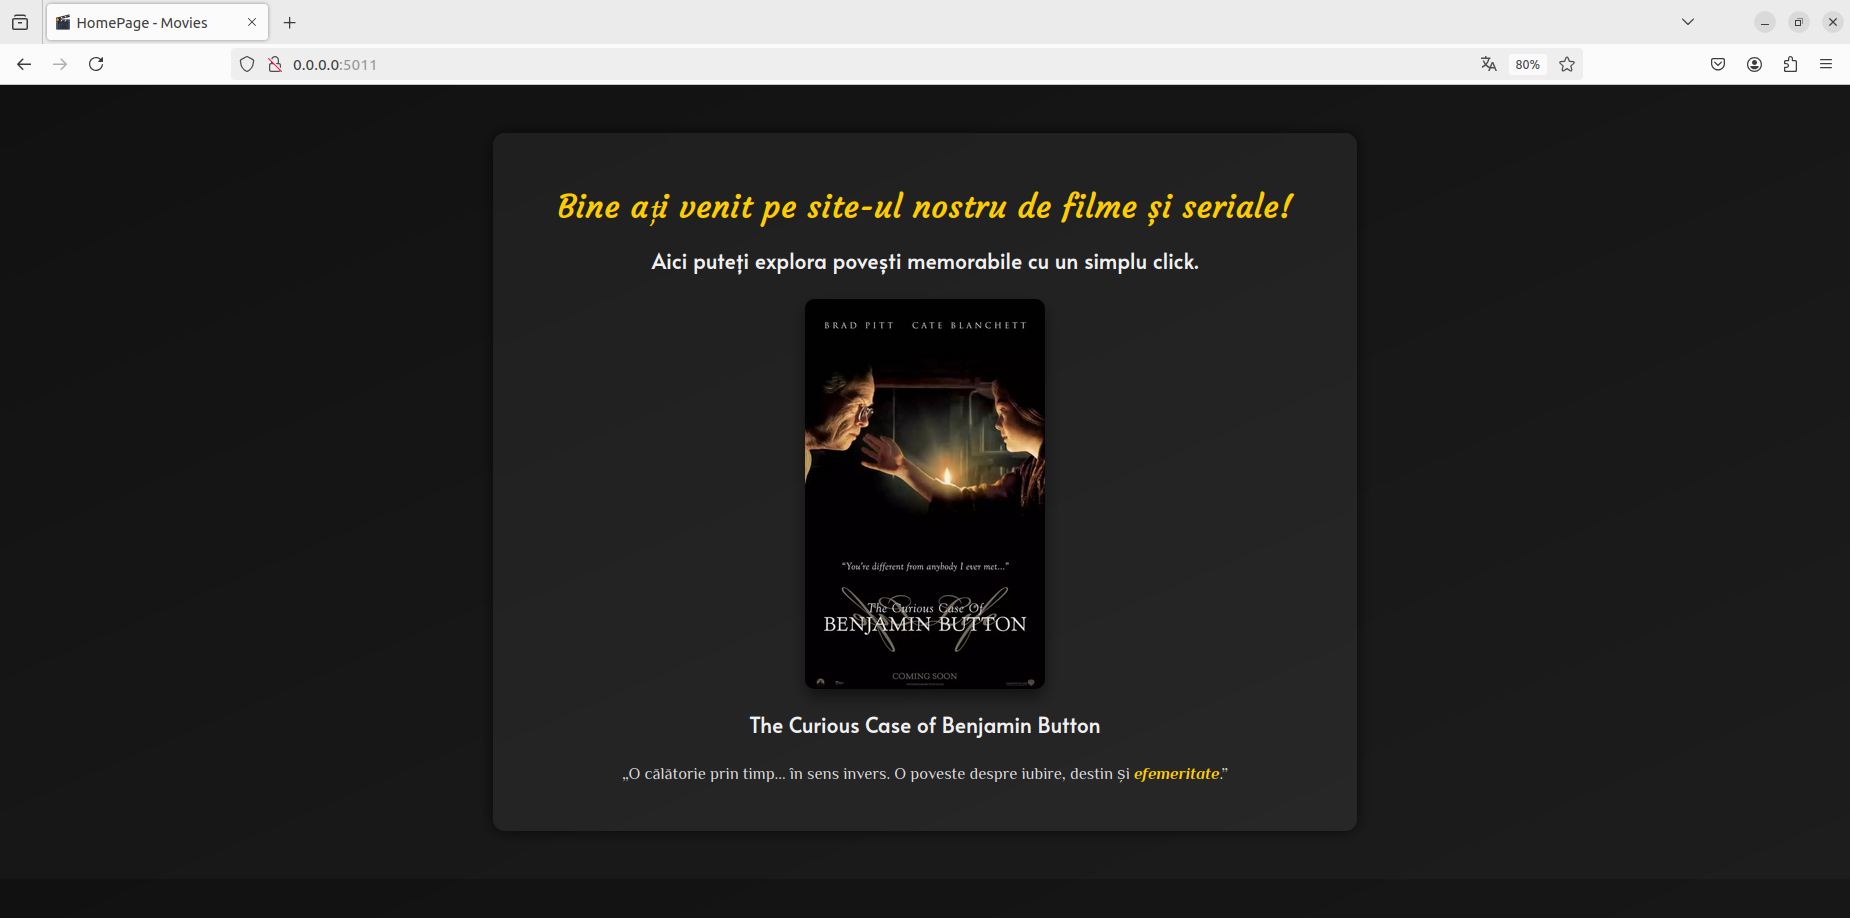 HomePage - Movies
0.0.0.0:5011
80%
Bine ați venit pe site-ul nostru de filme și seriale!
Aici puteți explora povești memorabile cu un simplu click.
BRAD PITT CATE BLANCHETT
"You're different from anybody I ever met..."
The Curious Case Of
BENJAMIN BUTTON
COMING SOON
The Curious Case of Benjamin Button
„O călătorie prin timp... în sens invers. O poveste despre iubire, destin și efemeritate.”